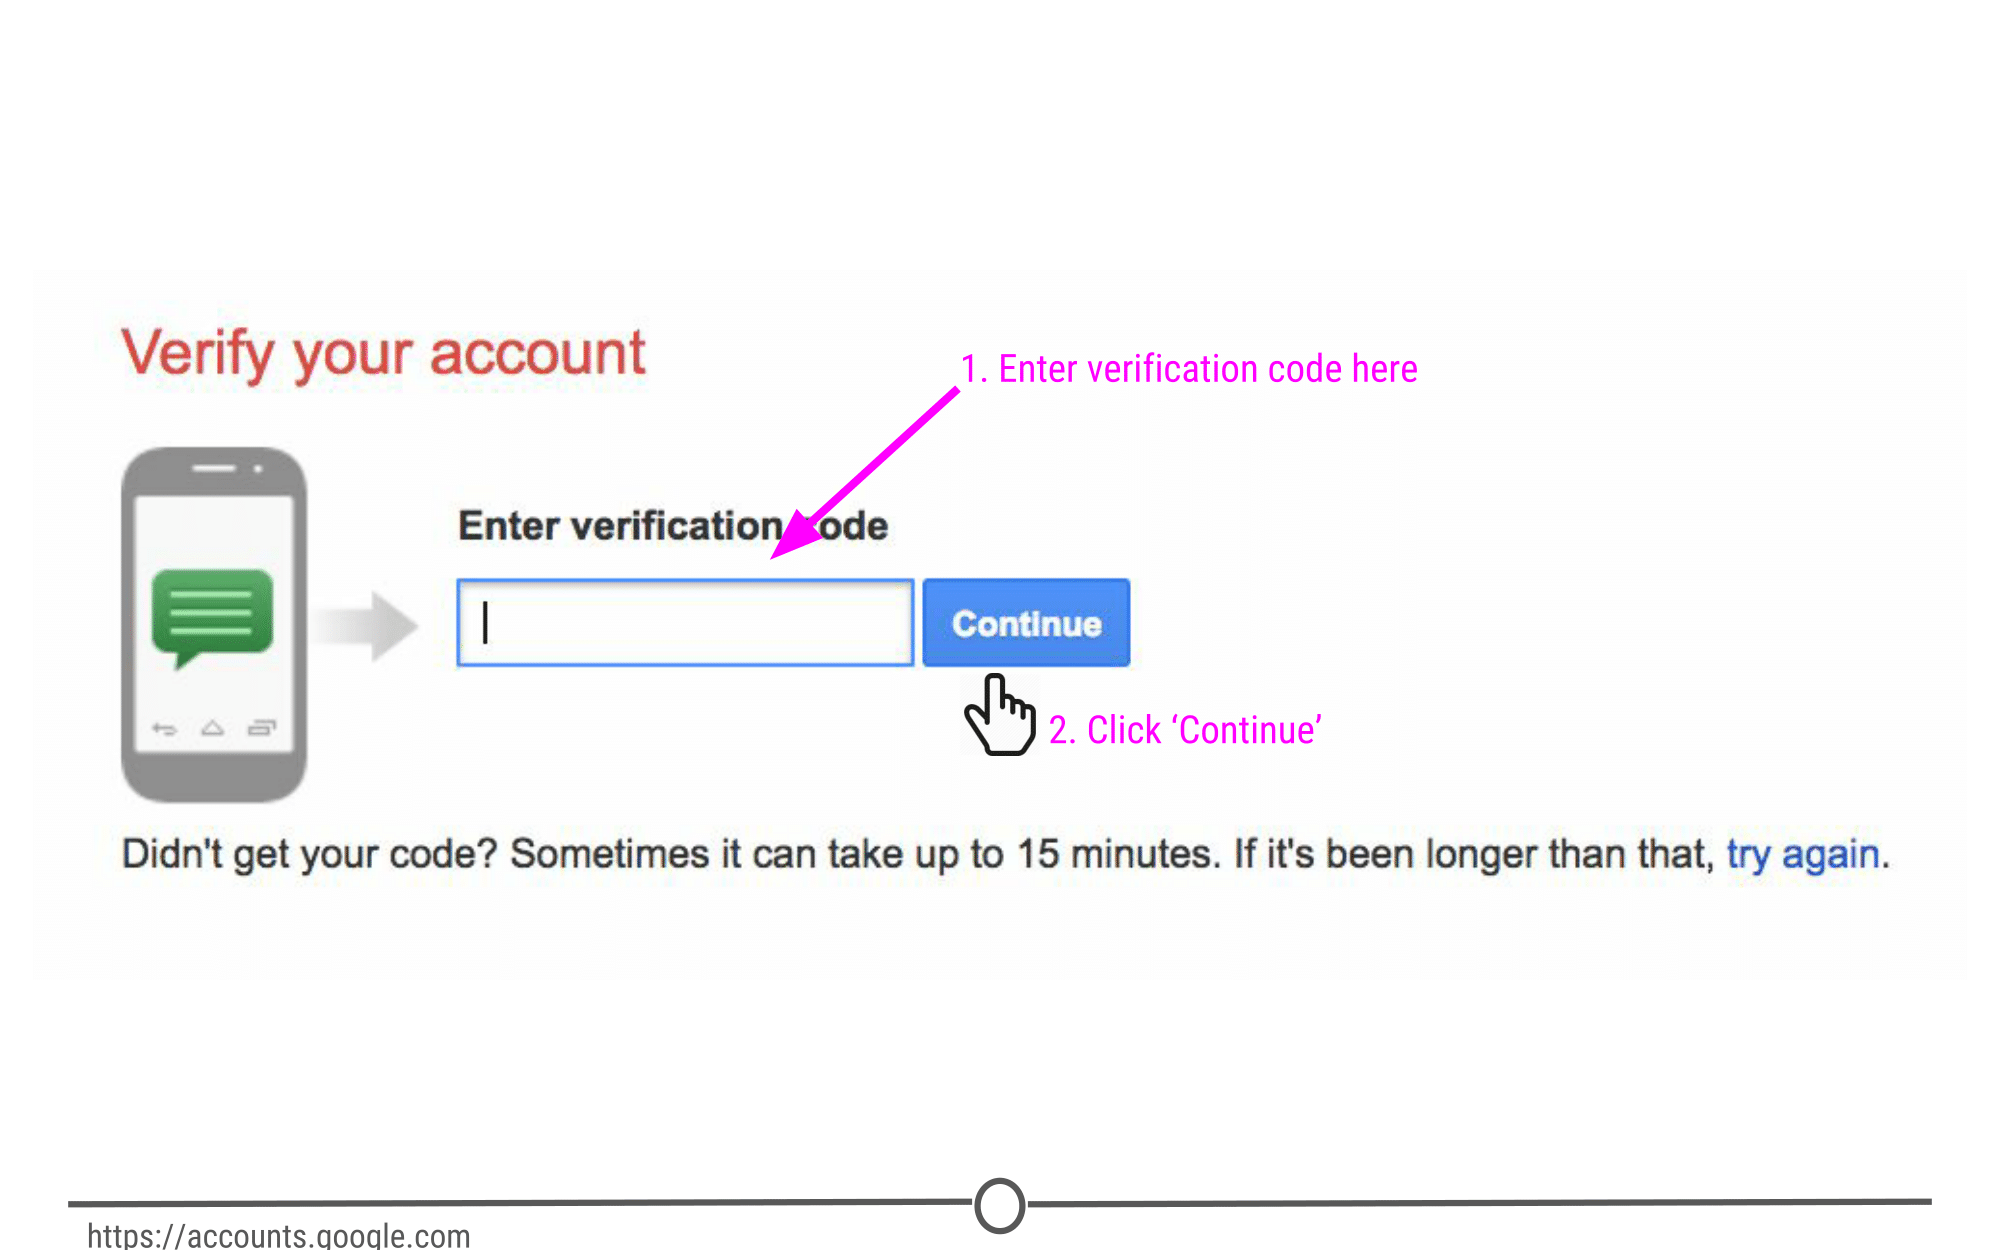 Verify your account
1. Enter verification code here
Enter verification code
Continue
2. Click ‘Continue’
Didn't get your code? Sometimes it can take up to 15 minutes. If it's been longer than that, try again.
https://accounts.google.com